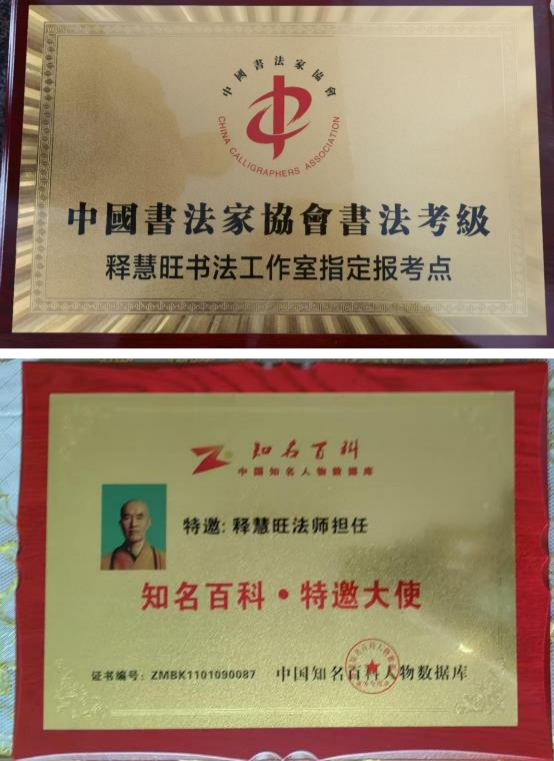 中國書法家協會
CHINA CALLIGRAPHERS ASSOCIATION
中國書法家協會書法考級
释慧旺书法工作室指定报考点
知名百科
中国知名人物数据库
特邀: 释慧旺法师担任
知名百科·特邀大使
证书编号: ZMBK1101090087 中国知名百科人物数据库